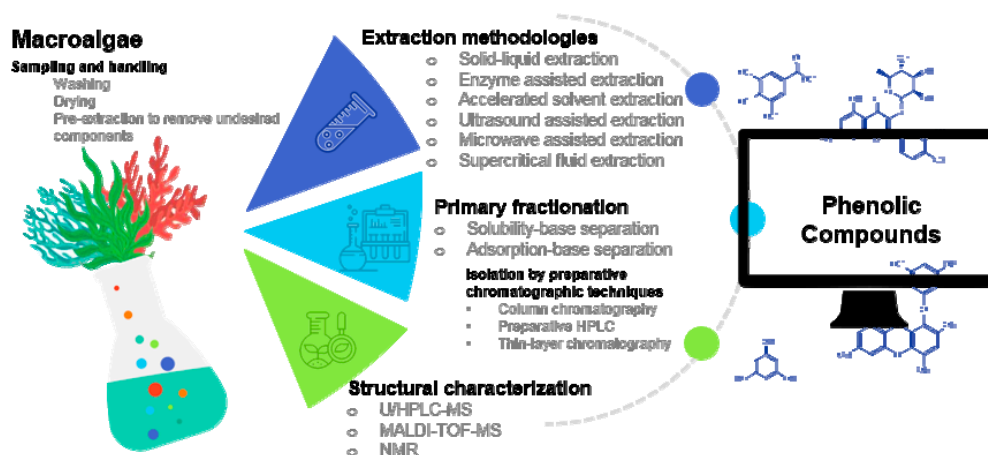 Macroalgae
Sampling and handling
Washing
Drying
Pre-extraction to remove undesired
components
Extraction methodologies
o Solid-liquid extraction
o Enzyme assisted extraction
o Accelerated solvent extraction
o Ultrasound assisted extraction
o Microwave assisted extraction
o Supercritical fluid extraction
Primary fractionation
o Solubility-base separation
o Adsorption-base separation
Isolation by preparative
chromatographic techniques
▪ Column chromatography
▪ Preparative HPLC
▪ Thin-layer chromatography
Structural characterization
o U/HPLC-MS
o MALDI-TOF-MS
o NMR
Phenolic
Compounds